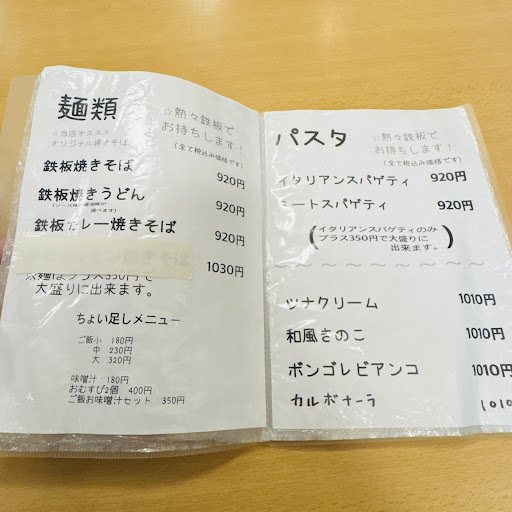 麺類
☆熱々鉄板で
お持ちします！
☆当店オススメ
オリジナル焼きそば
(全て税込み価格です)
鉄板焼きそば 920円
鉄板焼きうどん 920円
鉄板カレー焼きそば 920円
1030円
プラス350円で
大盛りに出来ます。
ちょい足しメニュー
ご飯小 180円
中 230円
大 320円
味噌汁 180円
おむすび2個 400円
ご飯お味噌汁セット 350円
パスタ
☆熱々鉄板で
お持ちします！
(全て税込み価格です)
イタリアンスパゲティ 920円
ミートスパゲティ 920円
(イタリアンスパゲティのみ
プラス350円で大盛りに
出来ます。)
ツナクリーム 1010円
和風きのこ 1010円
ボンゴレビアンコ 1010円
カルボナーラ 1010